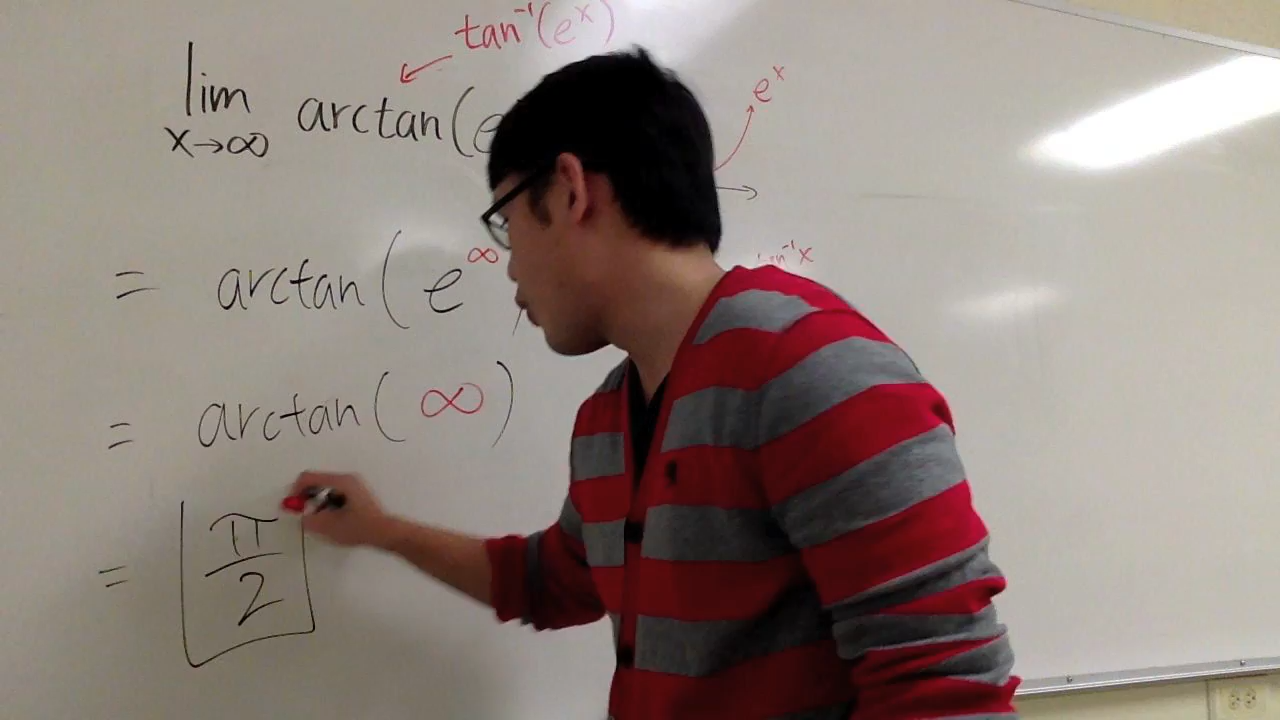 tan⁻¹(eˣ)
lim x→∞ arctan(e
eˣ
= arctan(e^∞)
tan⁻¹x
= arctan(∞)
= π/2